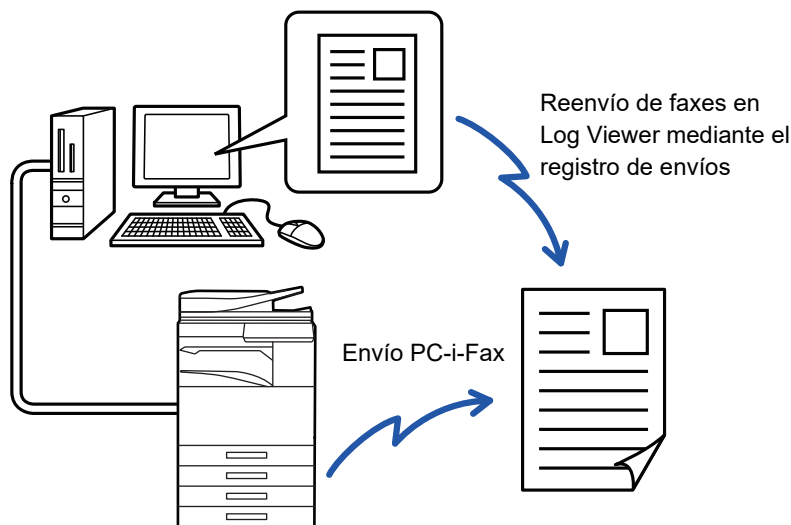 Reenvío de faxes en
Log Viewer mediante el
registro de envíos
Envío PC-i-Fax